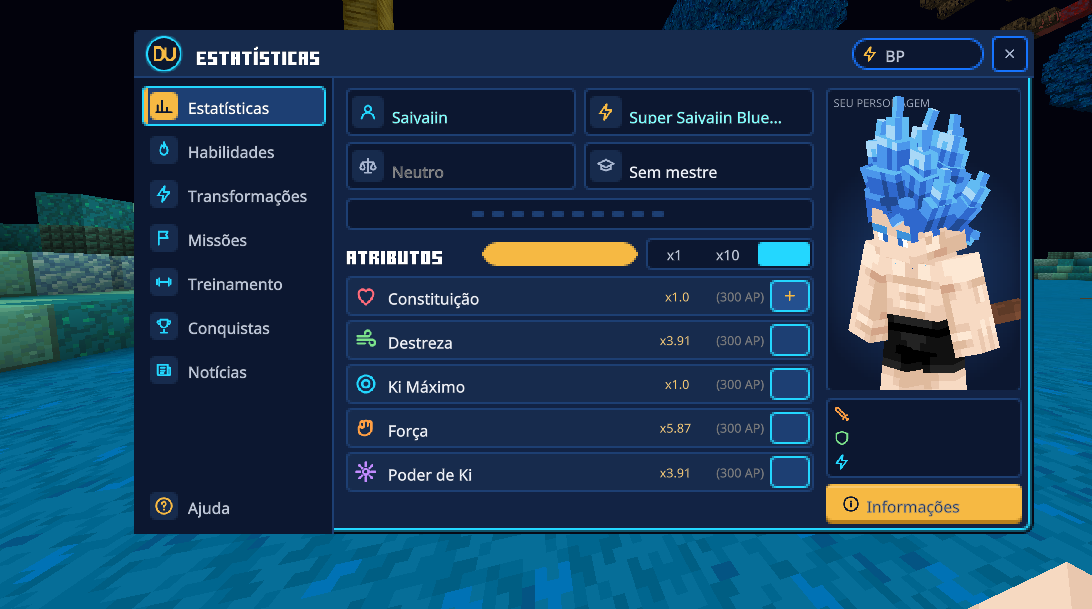 DU ESTATÍSTICAS
BP
Estatísticas
Habilidades
Transformações
Missões
Treinamento
Conquistas
Notícias
Ajuda
Saivaiin
Super Saivaiin Blue...
Neutro
Sem mestre
ATRIBUTOS
x1 x10
Constituição x1.0 (300 AP) +
Destreza x3.91 (300 AP)
Ki Máximo x1.0 (300 AP)
Força x5.87 (300 AP)
Poder de Ki x3.91 (300 AP)
SEU PERSONAGEM
Informações